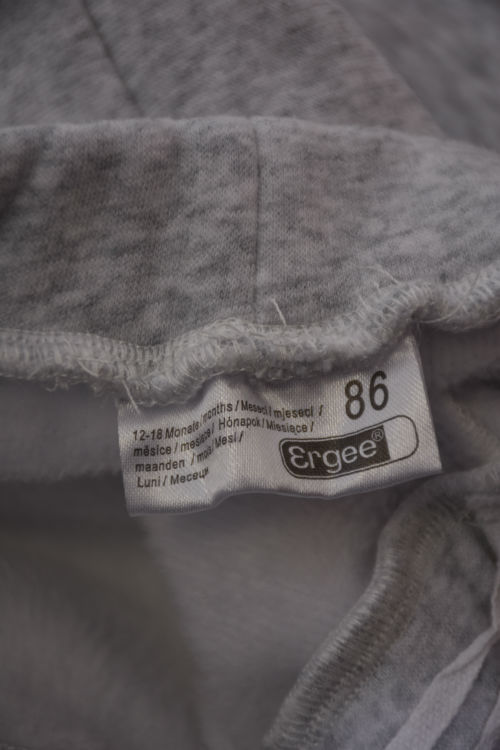 86
12-18 Monate / months / Meseci / mjeseci /
měsíce / mesiace / Hónapok / Miesiące /
maanden / mois / Mesi /
Luni / Месеци
Ergee®